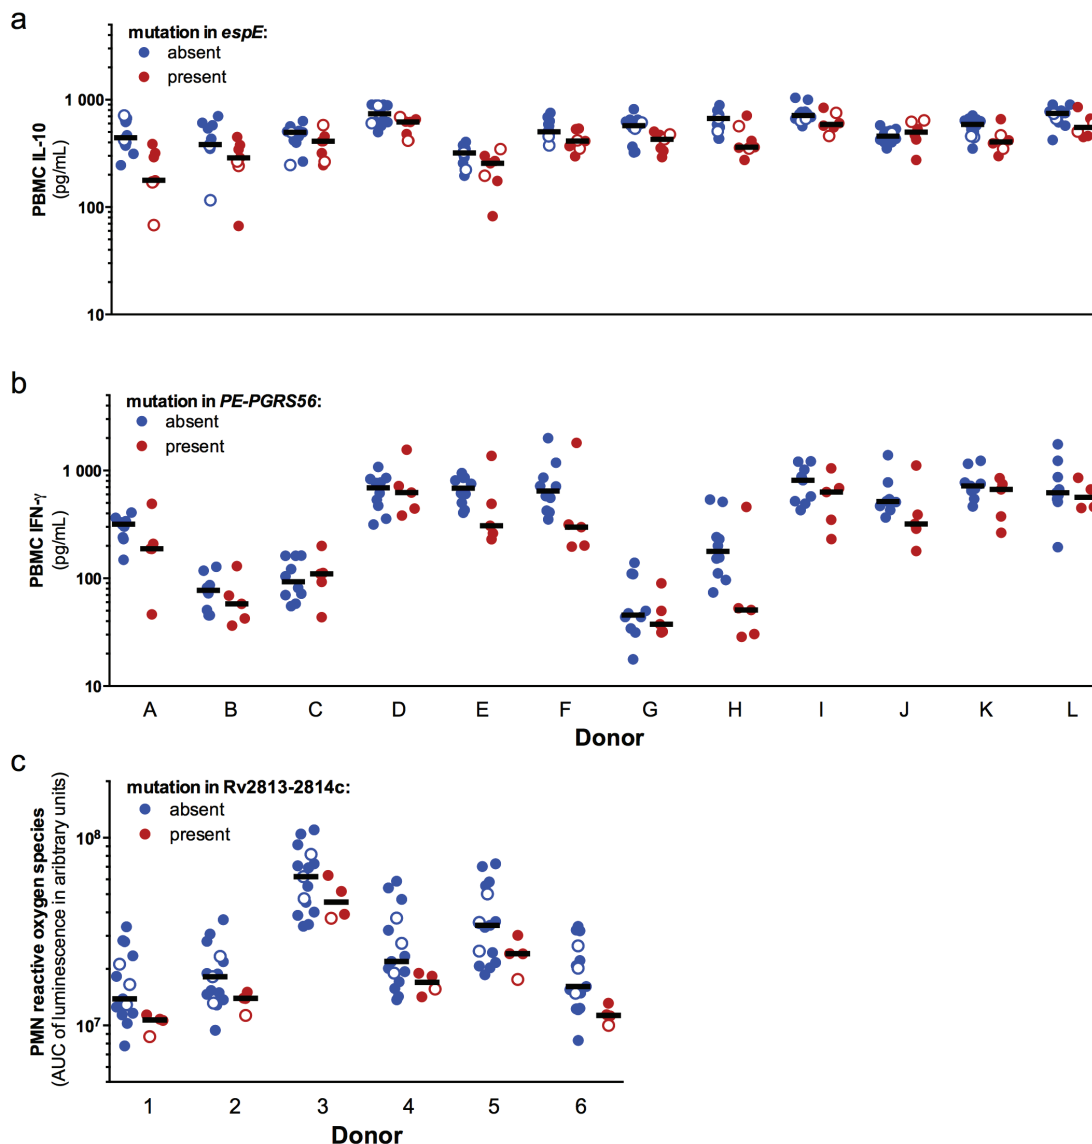 a
mutation in espE:
absent
present
PBMC IL-10
(pg/mL)
1 000
100
10
b
mutation in PE-PGRS56:
absent
present
PBMC IFN-γ
(pg/mL)
1 000
100
10
A B C D E F G H I J K L
Donor
c
mutation in Rv2813-2814c:
absent
present
PMN reactive oxygen species
(AUC of luminescence in aribtrary units)
10⁸
10⁷
1 2 3 4 5 6
Donor